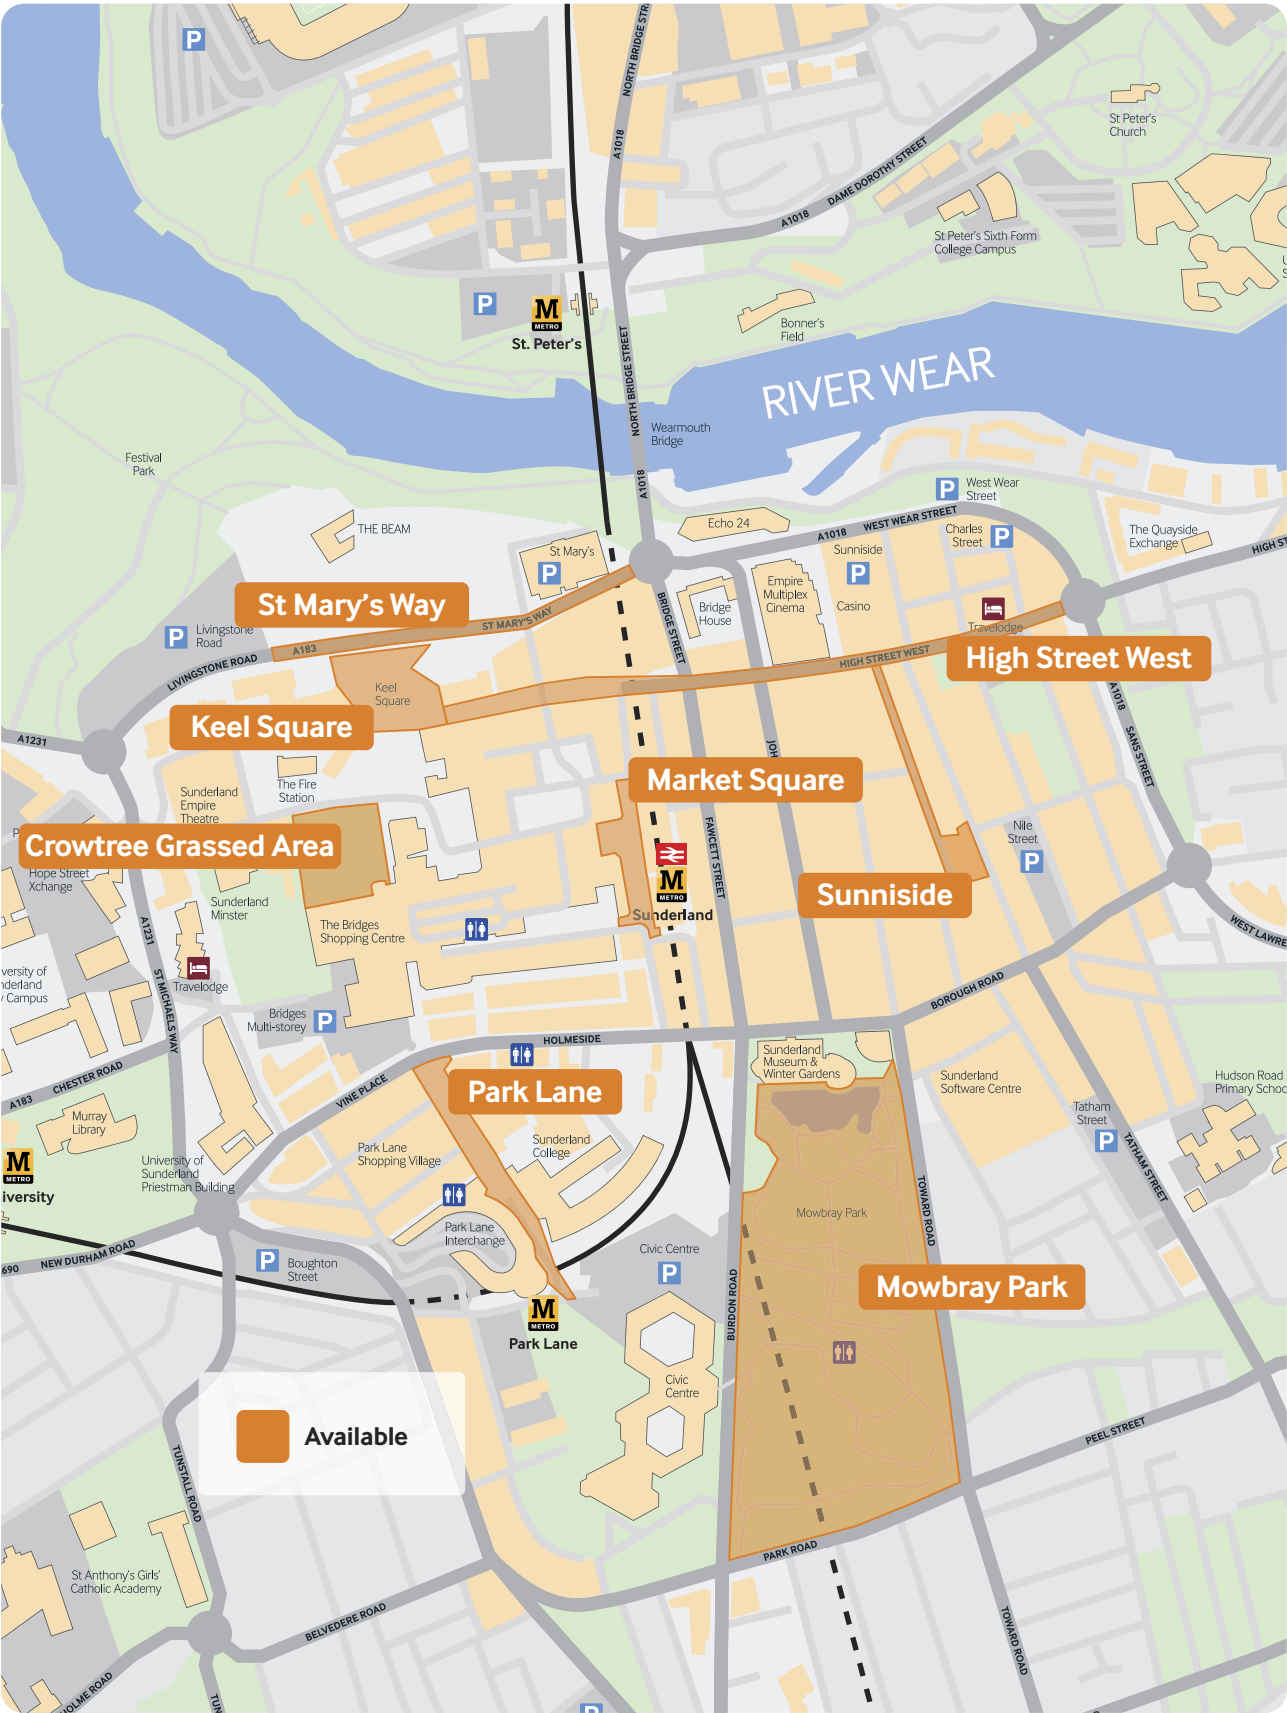 P
NORTH BRIDGE STR
A1018
DAME DOROTHY STREET
A1018
St Peter's
Church
St Peter's Sixth Form
College Campus
P
M
METRO
St. Peter's
Bonner's
Field
NORTH BRIDGE STREET
RIVER WEAR
Wearmouth
Bridge
A1018
Festival
Park
P
West Wear
Street
THE BEAM
Echo 24
A1018
WEST WEAR STREET
Charles
Street
P
The Quayside
Exchange
HIGH ST
St Mary's
P
Sunniside
P
Casino
Empire
Multiplex
Cinema
Bridge
House
BRIDGE STREET
Travelodge
St Mary's Way
ST MARY'S WAY
A183
P
Livingstone
Road
LIVINGSTONE ROAD
High Street West
HIGH STREET WEST
Keel
Square
Keel Square
A1231
A1018
SANS STREET
JOH
Market Square
The Fire
Station
Sunderland
Empire
Theatre
P
Crowtree Grassed Area
Hope Street
Xchange
Sunderland
Minster
FAWCETT STREET
M
METRO
Sunderland
Nile
Street
P
Sunniside
The Bridges
Shopping Centre
A1231
ST MICHAELS WAY
WEST LAWRE
versity of
nderland
y Campus
Travelodge
Bridges
Multi-storey
P
BOROUGH ROAD
HOLMESIDE
Sunderland
Museum &
Winter Gardens
Sunderland
Software Centre
Hudson Road
Primary Schoo
A183
CHESTER ROAD
VINE PLACE
Park Lane
Murray
Library
Tatham
Street
P
TATHAM STREET
Park Lane
Shopping Village
Sunderland
College
M
METRO
iversity
University of
Sunderland
Priestman Building
TOWARD ROAD
Mowbray Park
Park Lane
Interchange
690
NEW DURHAM ROAD
P
Boughton
Street
Civic Centre
P
Mowbray Park
BURDON ROAD
M
METRO
Park Lane
Civic
Centre
Available
PEEL STREET
TUNSTALL ROAD
PARK ROAD
St Anthony's Girls'
Catholic Academy
BELVEDERE ROAD
TOWARD ROAD
HOLME ROAD
TUN
P